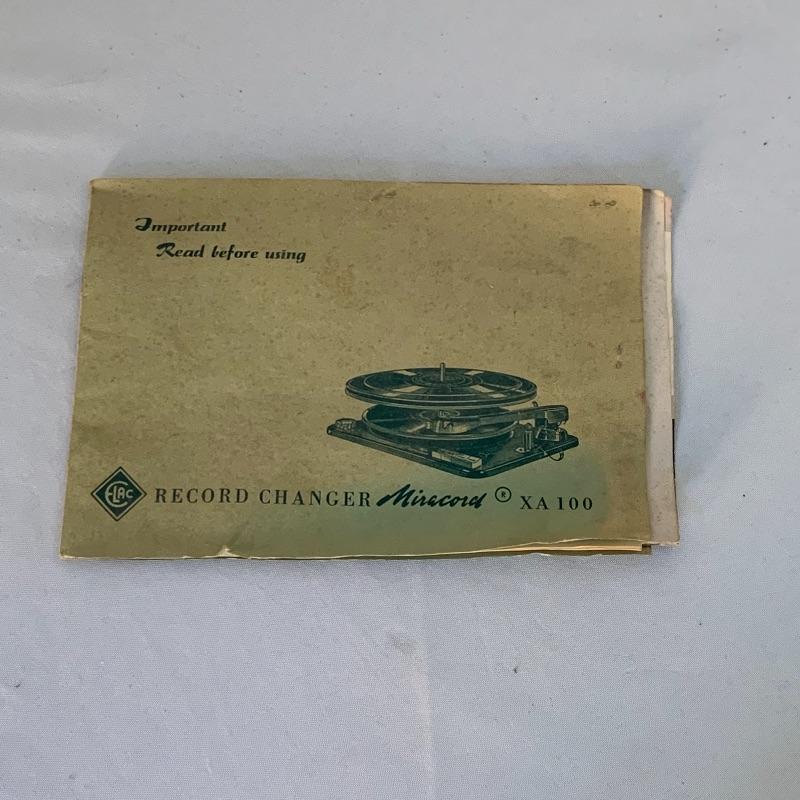 Important
Read before using
ELAC RECORD CHANGER Miracord ® XA 100